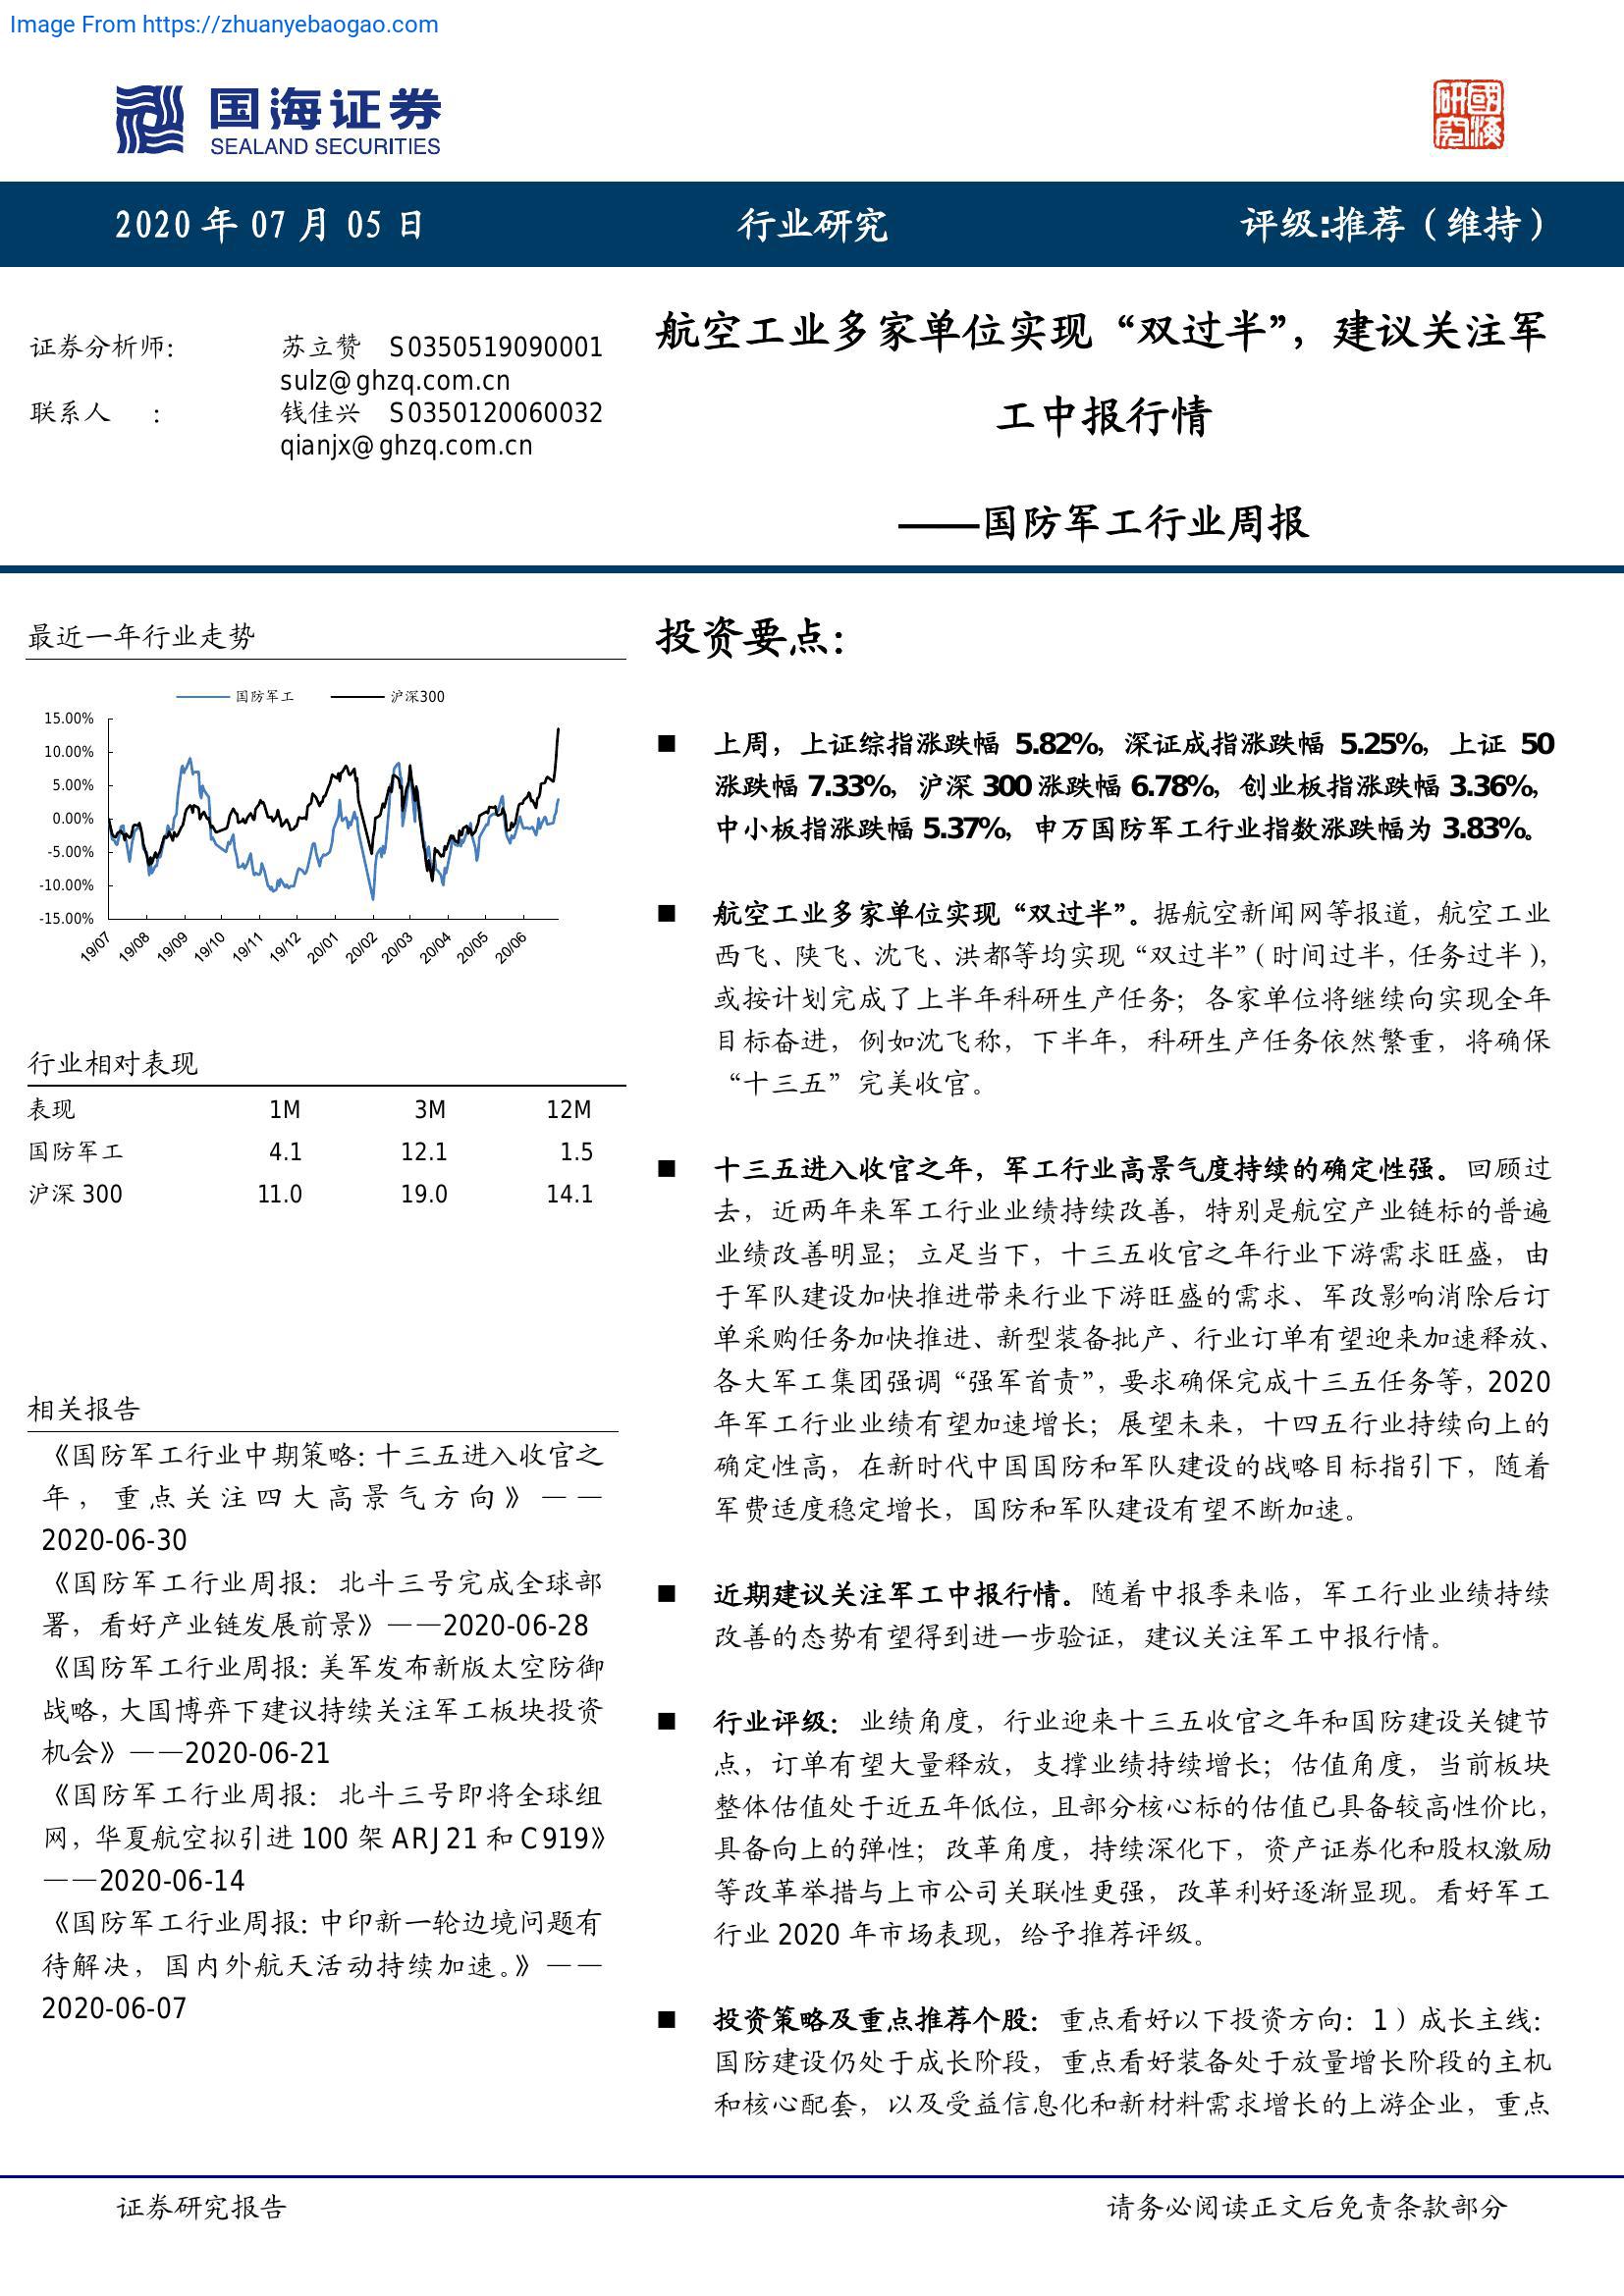 Image From https://zhuanyebaogao.com
国海证券
SEALAND SECURITIES
國海研究
2020 年 07 月 05 日 行业研究 评级:推荐（维持）
证券分析师： 苏立赞 S0350519090001
sulz@ghzq.com.cn
联系人 ： 钱佳兴 S0350120060032
qianjx@ghzq.com.cn
航空工业多家单位实现“双过半”，建议关注军
工中报行情
——国防军工行业周报
最近一年行业走势
国防军工 沪深300
15.00%
10.00%
5.00%
0.00%
-5.00%
-10.00%
-15.00%
19/07 19/08 19/09 19/10 19/11 19/12 20/01 20/02 20/03 20/04 20/05 20/06
行业相对表现
表现 1M 3M 12M
国防军工 4.1 12.1 1.5
沪深 300 11.0 19.0 14.1
相关报告
《国防军工行业中期策略：十三五进入收官之
年，重点关注四大高景气方向》——
2020-06-30
《国防军工行业周报：北斗三号完成全球部
署，看好产业链发展前景》——2020-06-28
《国防军工行业周报：美军发布新版太空防御
战略，大国博弈下建议持续关注军工板块投资
机会》——2020-06-21
《国防军工行业周报：北斗三号即将全球组
网，华夏航空拟引进 100 架 ARJ21 和 C919》
——2020-06-14
《国防军工行业周报：中印新一轮边境问题有
待解决，国内外航天活动持续加速。》——
2020-06-07
投资要点：
■ 上周，上证综指涨跌幅 5.82%，深证成指涨跌幅 5.25%，上证 50
涨跌幅 7.33%，沪深 300 涨跌幅 6.78%，创业板指涨跌幅 3.36%，
中小板指涨跌幅 5.37%，申万国防军工行业指数涨跌幅为 3.83%。
■ 航空工业多家单位实现“双过半”。据航空新闻网等报道，航空工业
西飞、陕飞、沈飞、洪都等均实现“双过半”（时间过半，任务过半），
或按计划完成了上半年科研生产任务；各家单位将继续向实现全年
目标奋进，例如沈飞称，下半年，科研生产任务依然繁重，将确保
“十三五”完美收官。
■ 十三五进入收官之年，军工行业高景气度持续的确定性强。回顾过
去，近两年来军工行业业绩持续改善，特别是航空产业链标的普遍
业绩改善明显；立足当下，十三五收官之年行业下游需求旺盛，由
于军队建设加快推进带来行业下游旺盛的需求、军改影响消除后订
单采购任务加快推进、新型装备批产、行业订单有望迎来加速释放、
各大军工集团强调“强军首责”，要求确保完成十三五任务等，2020
年军工行业业绩有望加速增长；展望未来，十四五行业持续向上的
确定性高，在新时代中国国防和军队建设的战略目标指引下，随着
军费适度稳定增长，国防和军队建设有望不断加速。
■ 近期建议关注军工中报行情。随着中报季来临，军工行业业绩持续
改善的态势有望得到进一步验证，建议关注军工中报行情。
■ 行业评级：业绩角度，行业迎来十三五收官之年和国防建设关键节
点，订单有望大量释放，支撑业绩持续增长；估值角度，当前板块
整体估值处于近五年低位，且部分核心标的估值已具备较高性价比，
具备向上的弹性；改革角度，持续深化下，资产证券化和股权激励
等改革举措与上市公司关联性更强，改革利好逐渐显现。看好军工
行业 2020 年市场表现，给予推荐评级。
■ 投资策略及重点推荐个股：重点看好以下投资方向：1）成长主线：
国防建设仍处于成长阶段，重点看好装备处于放量增长阶段的主机
和核心配套，以及受益信息化和新材料需求增长的上游企业，重点
证券研究报告 请务必阅读正文后免责条款部分